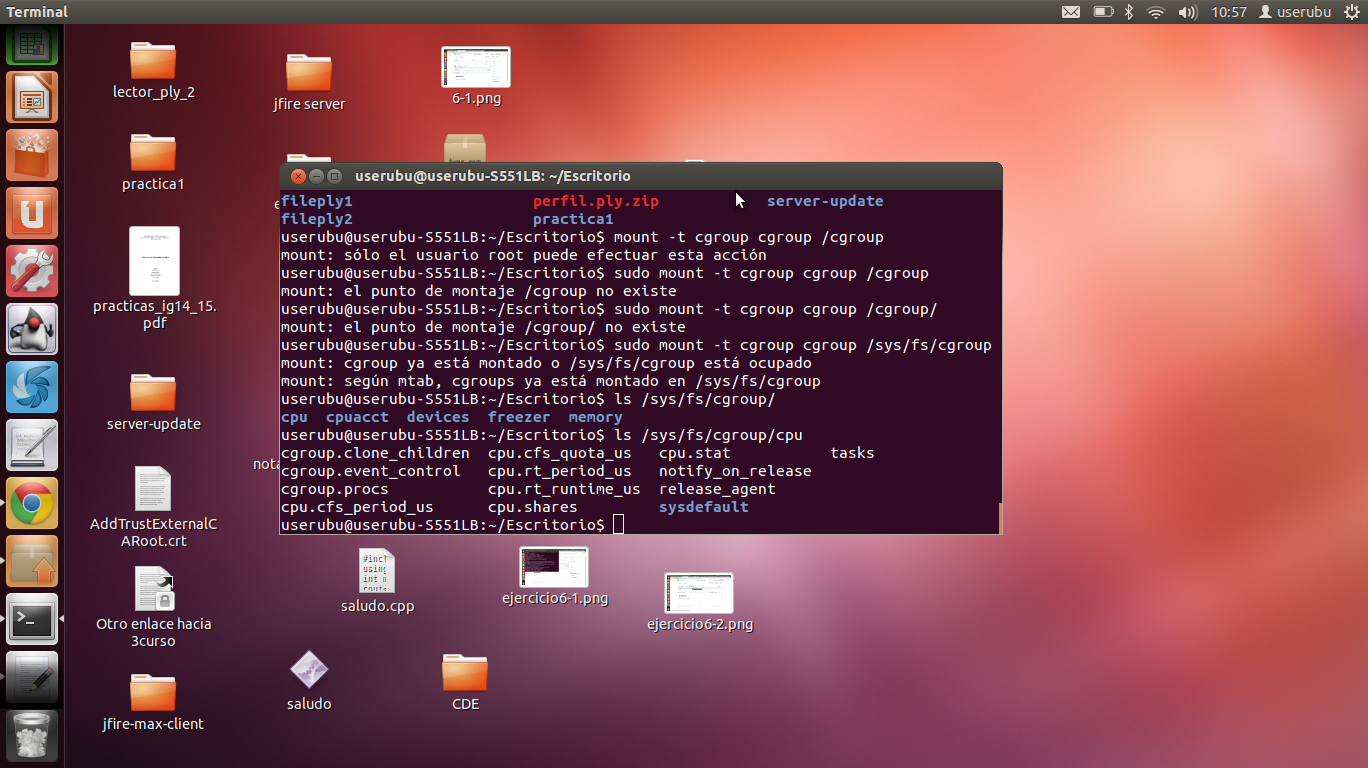 Terminal
10:57 userubu
lector_ply_2
jfire server
6-1.png
practica1
practicas_ig14_15.
pdf
server-update
AddTrustExternalC
ARoot.crt
Otro enlace hacia
3curso
jfire-max-client
userubu@userubu-S551LB: ~/Escritorio
fileply1 perfil.ply.zip server-update
fileply2 practica1
userubu@userubu-S551LB:~/Escritorio$ mount -t cgroup cgroup /cgroup
mount: sólo el usuario root puede efectuar esta acción
userubu@userubu-S551LB:~/Escritorio$ sudo mount -t cgroup cgroup /cgroup
mount: el punto de montaje /cgroup no existe
userubu@userubu-S551LB:~/Escritorio$ sudo mount -t cgroup cgroup /cgroup/
mount: el punto de montaje /cgroup/ no existe
userubu@userubu-S551LB:~/Escritorio$ sudo mount -t cgroup cgroup /sys/fs/cgroup
mount: cgroup ya está montado o /sys/fs/cgroup está ocupado
mount: según mtab, cgroups ya está montado en /sys/fs/cgroup
userubu@userubu-S551LB:~/Escritorio$ ls /sys/fs/cgroup/
cpu cpuacct devices freezer memory
userubu@userubu-S551LB:~/Escritorio$ ls /sys/fs/cgroup/cpu
cgroup.clone_children cpu.cfs_quota_us cpu.stat tasks
cgroup.event_control cpu.rt_period_us notify_on_release
cgroup.procs cpu.rt_runtime_us release_agent
cpu.cfs_period_us cpu.shares sysdefault
userubu@userubu-S551LB:~/Escritorio$
#incl
using
int m
saludo.cpp
ejercicio6-1.png
ejercicio6-2.png
saludo
CDE